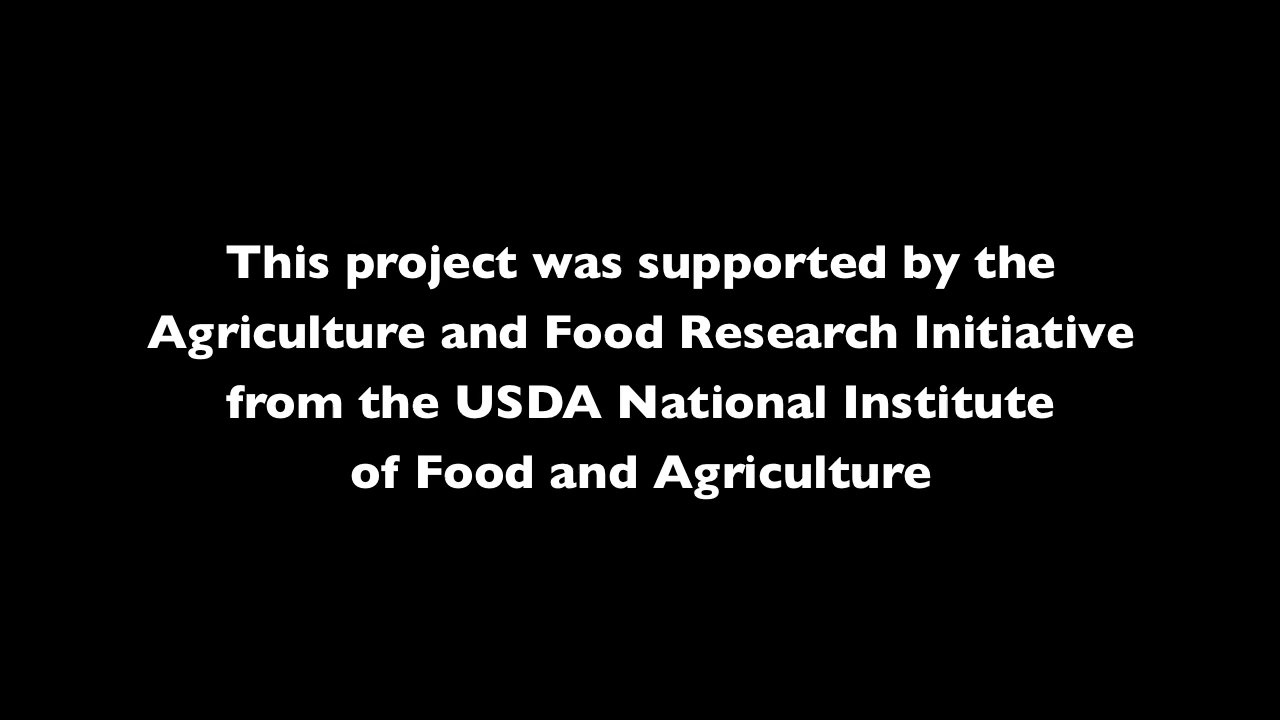 This project was supported by the
Agriculture and Food Research Initiative
from the USDA National Institute
of Food and Agriculture